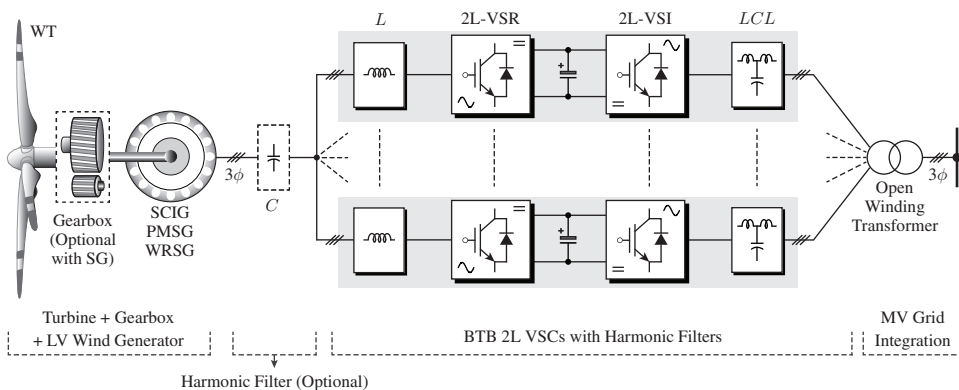 WT
L
2L-VSR
2L-VSI
LCL
Gearbox
(Optional
with SG)
SCIG
PMSG
WRSG
3ϕ
C
+
+
Open
Winding
Transformer
3ϕ
Turbine + Gearbox
+ LV Wind Generator
BTB 2L VSCs with Harmonic Filters
MV Grid
Integration
Harmonic Filter (Optional)